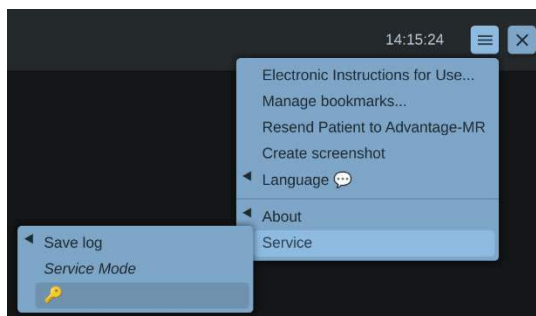 14:15:24
Electronic Instructions for Use...
Manage bookmarks...
Resend Patient to Advantage-MR
Create screenshot
Language
About
Service
Save log
Service Mode